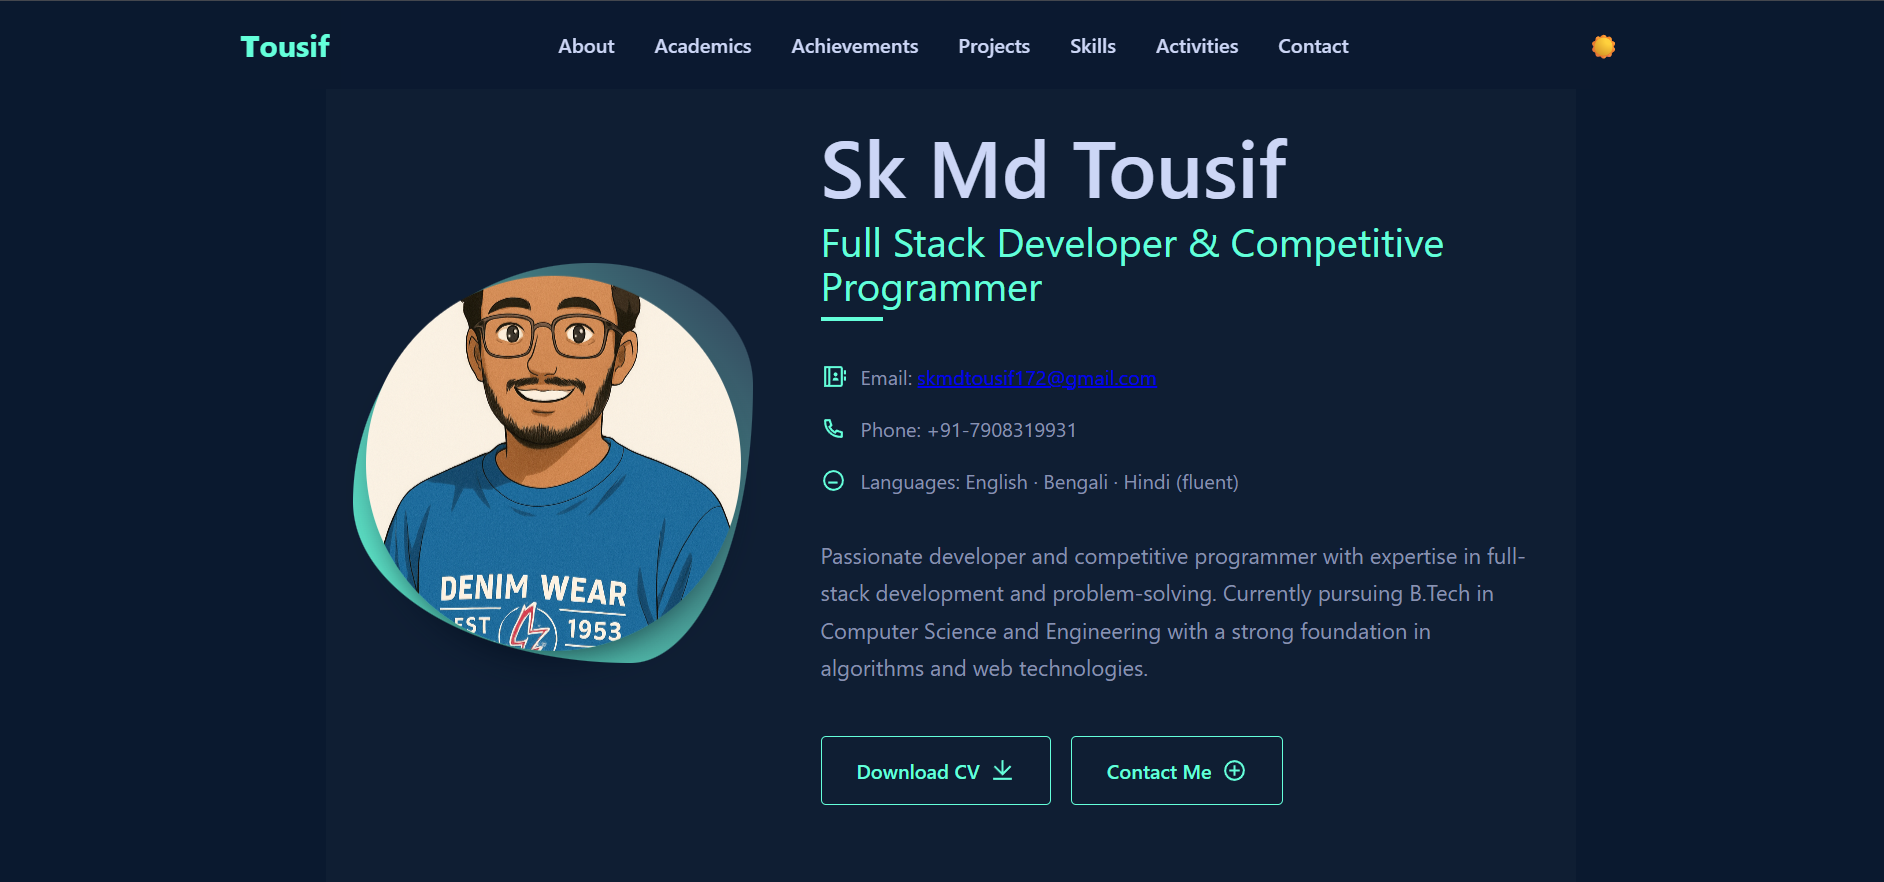 Tousif
About Academics Achievements Projects Skills Activities Contact
Sk Md Tousif
Full Stack Developer & Competitive
Programmer
Email: skmdtousif172@gmail.com
Phone: +91-7908319931
Languages: English · Bengali · Hindi (fluent)
Passionate developer and competitive programmer with expertise in full-
stack development and problem-solving. Currently pursuing B.Tech in
Computer Science and Engineering with a strong foundation in
algorithms and web technologies.
Download CV
Contact Me
DENIM WEAR
EST 1953